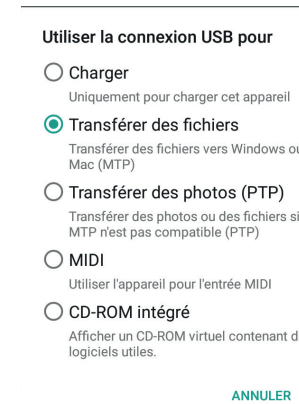 Utiliser la connexion USB pour
Charger
Uniquement pour charger cet appareil
Transférer des fichiers
Transférer des fichiers vers Windows ou
Mac (MTP)
Transférer des photos (PTP)
Transférer des photos ou des fichiers si
MTP n'est pas compatible (PTP)
MIDI
Utiliser l'appareil pour l'entrée MIDI
CD-ROM intégré
Afficher un CD-ROM virtuel contenant d
logiciels utiles.
ANNULER